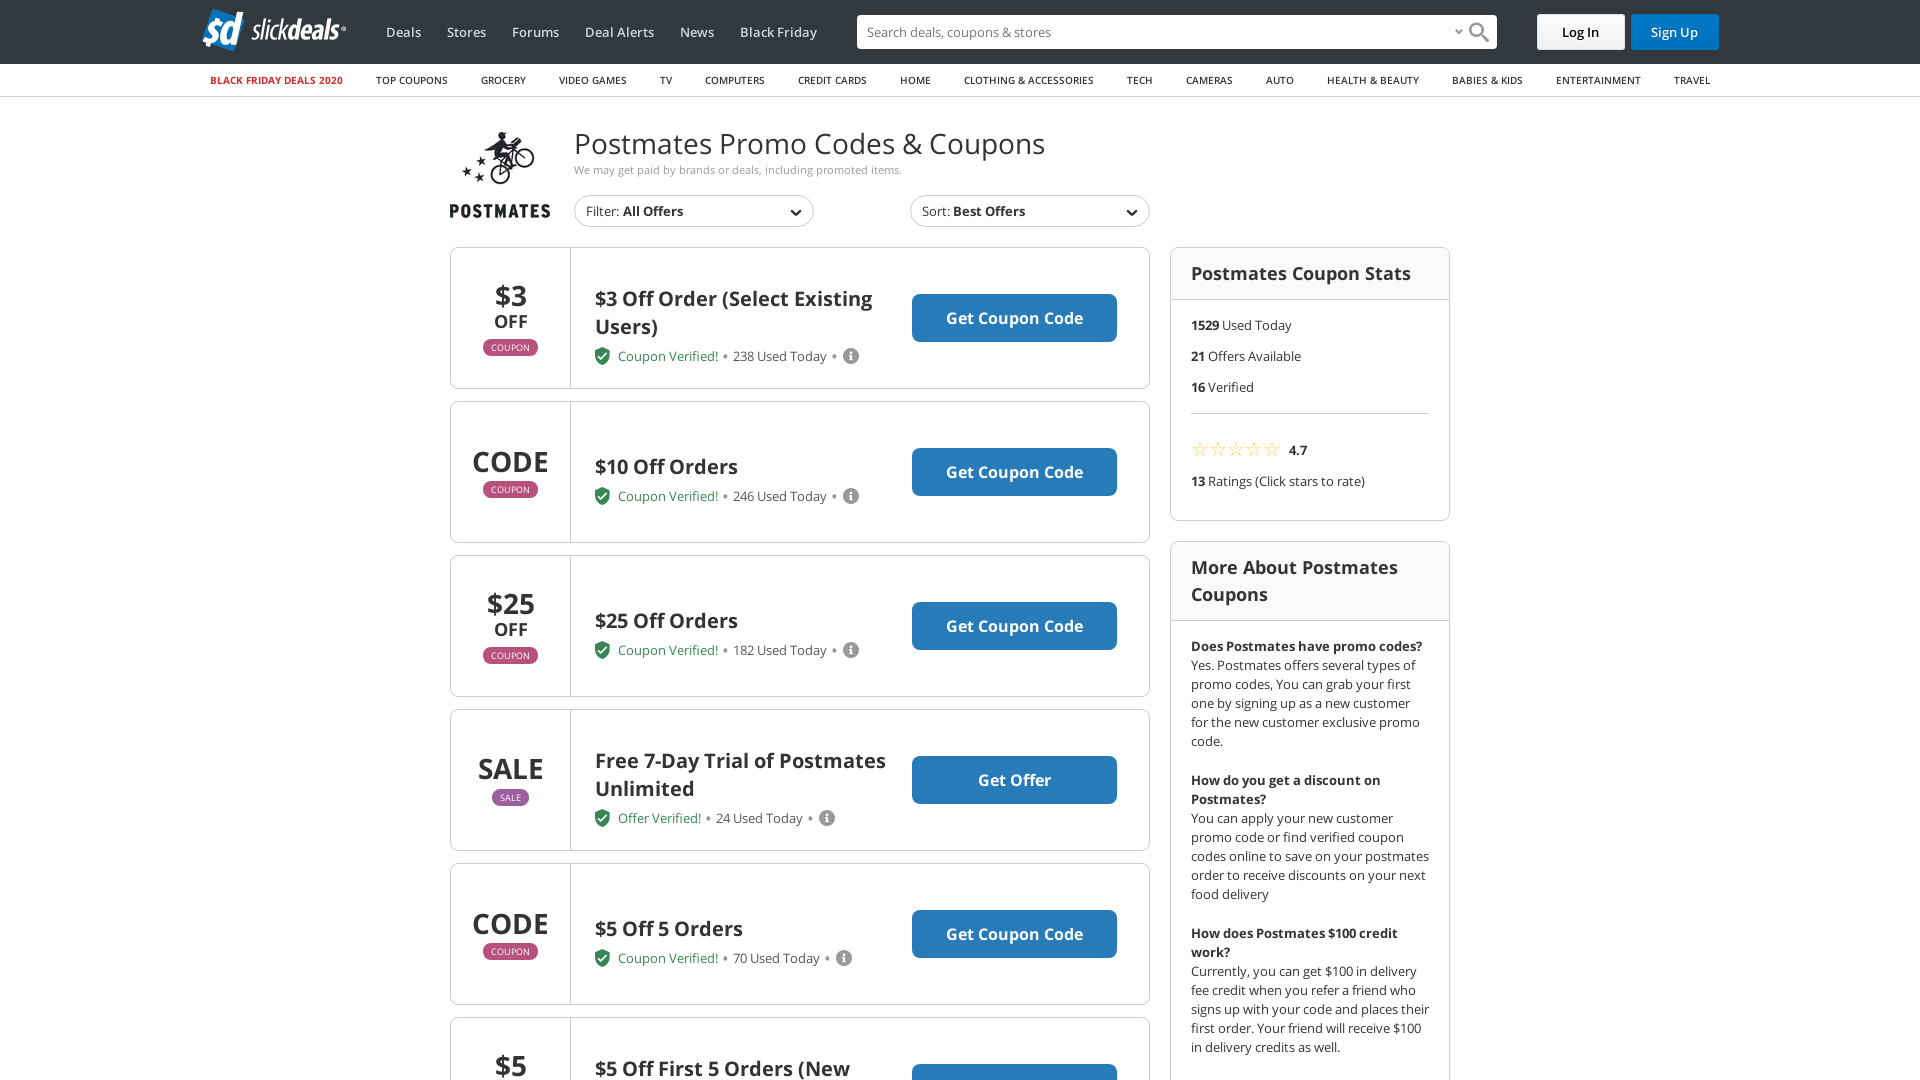 sd slickdeals®
Deals Stores Forums Deal Alerts News Black Friday
Search deals, coupons & stores
Log In
Sign Up
BLACK FRIDAY DEALS 2020 TOP COUPONS GROCERY VIDEO GAMES TV COMPUTERS CREDIT CARDS HOME CLOTHING & ACCESSORIES TECH CAMERAS AUTO HEALTH & BEAUTY BABIES & KIDS ENTERTAINMENT TRAVEL
POSTMATES
Postmates Promo Codes & Coupons
We may get paid by brands or deals, including promoted items.
Filter: All Offers
Sort: Best Offers
$3
OFF
COUPON
$3 Off Order (Select Existing
Users)
Coupon Verified! • 238 Used Today •
Get Coupon Code
CODE
COUPON
$10 Off Orders
Coupon Verified! • 246 Used Today •
Get Coupon Code
$25
OFF
COUPON
$25 Off Orders
Coupon Verified! • 182 Used Today •
Get Coupon Code
SALE
SALE
Free 7-Day Trial of Postmates
Unlimited
Offer Verified! • 24 Used Today •
Get Offer
CODE
COUPON
$5 Off 5 Orders
Coupon Verified! • 70 Used Today •
Get Coupon Code
$5
$5 Off First 5 Orders (New
Postmates Coupon Stats
1529 Used Today
21 Offers Available
16 Verified
☆☆☆☆☆ 4.7
13 Ratings (Click stars to rate)
More About Postmates
Coupons
Does Postmates have promo codes?
Yes. Postmates offers several types of
promo codes, You can grab your first
one by signing up as a new customer
for the new customer exclusive promo
code.
How do you get a discount on
Postmates?
You can apply your new customer
promo code or find verified coupon
codes online to save on your postmates
order to receive discounts on your next
food delivery
How does Postmates $100 credit
work?
Currently, you can get $100 in delivery
fee credit when you refer a friend who
signs up with your code and places their
first order. Your friend will receive $100
in delivery credits as well.